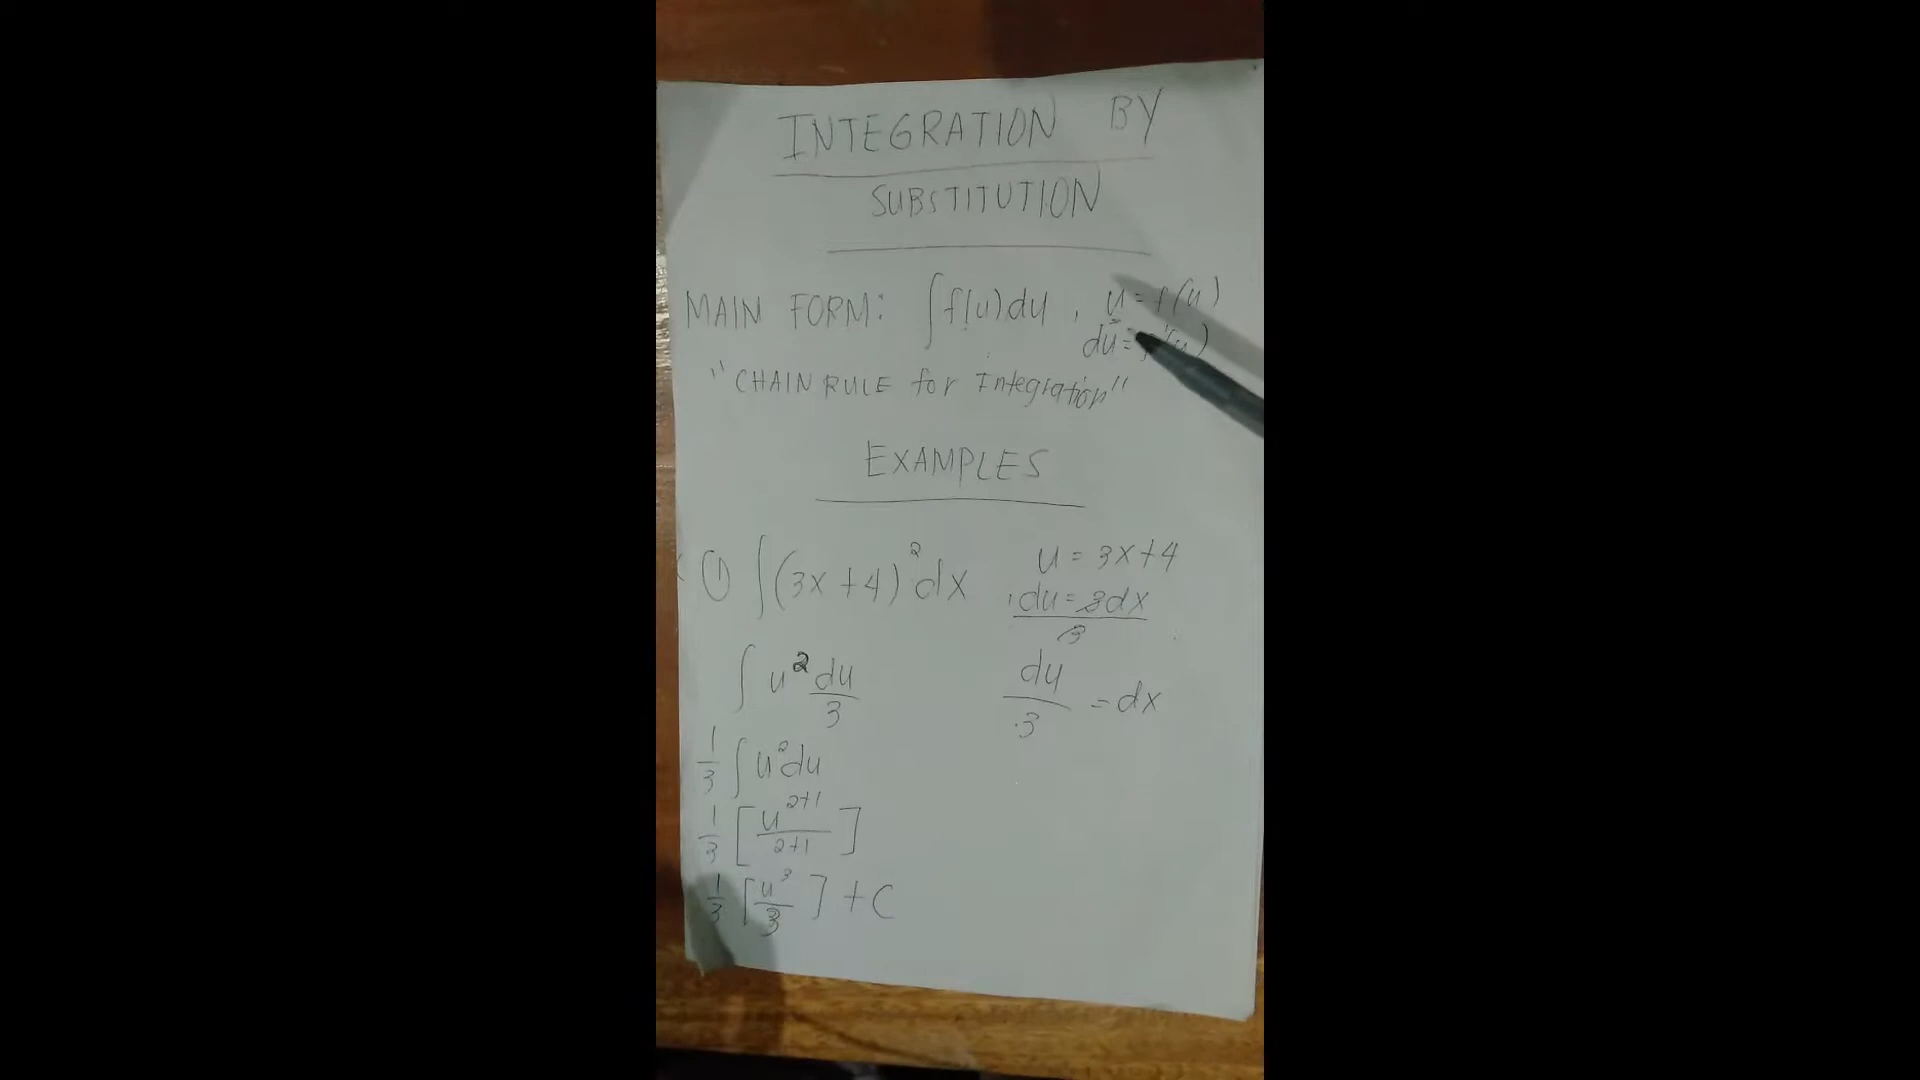 INTEGRATION BY
SUBSTITUTION
MAIN FORM: ∫f(u)du, u = f(u)
du = f'(u)
"CHAIN RULE for Integration"
EXAMPLES
① ∫(3x+4)²dx
u = 3x+4
du = 3dx
3
du/3 = dx
∫u² du/3
1/3 ∫u²du
1/3 [u^(2+1)/(2+1)]
1/3 [u³/3] + C